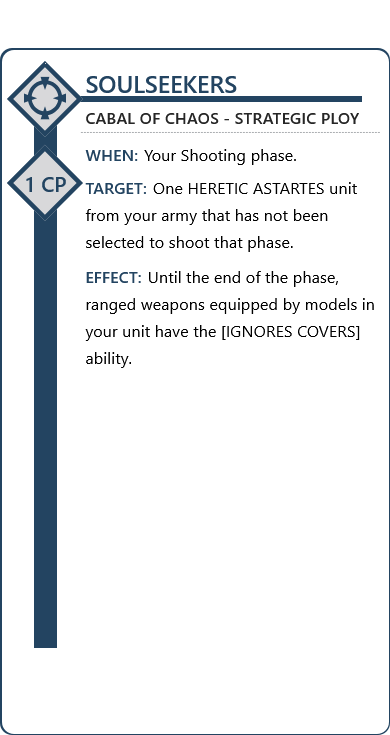 SOULSEEKERS
CABAL OF CHAOS - STRATEGIC PLOY
1 CP
WHEN: Your Shooting phase.
TARGET: One HERETIC ASTARTES unit
from your army that has not been
selected to shoot that phase.
EFFECT: Until the end of the phase,
ranged weapons equipped by models in
your unit have the [IGNORES COVERS]
ability.